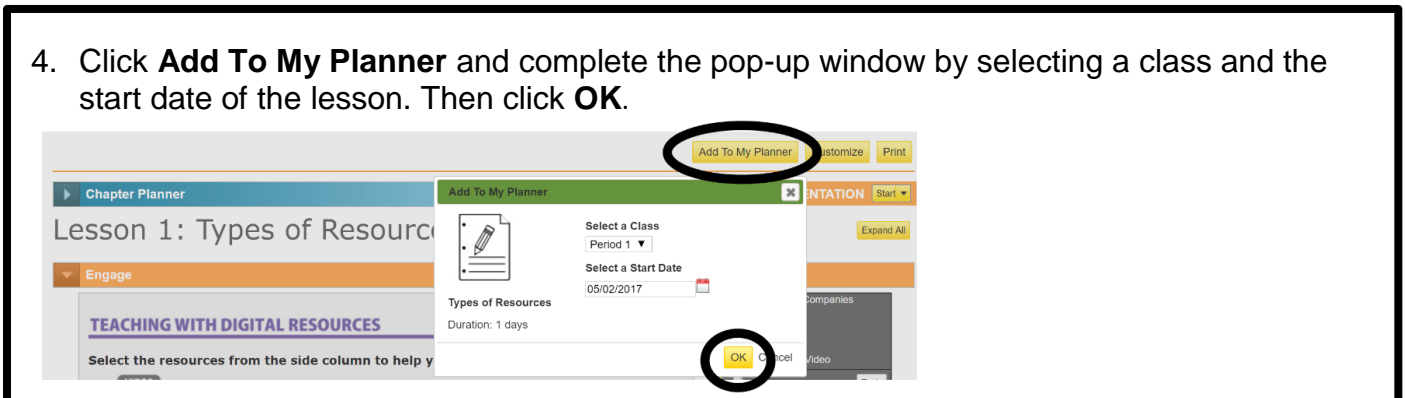 4. Click Add To My Planner and complete the pop-up window by selecting a class and the
start date of the lesson. Then click OK.
Add To My Planner ustomize Print
Chapter Planner
Add To My Planner
ENTATION Start
Lesson 1: Types of Resourc
Expand All
Select a Class
Period 1
Engage
Select a Start Date
05/02/2017
Types of Resources
Companies
TEACHING WITH DIGITAL RESOURCES
Duration: 1 days
Select the resources from the side column to help y
OK Cancel
Video